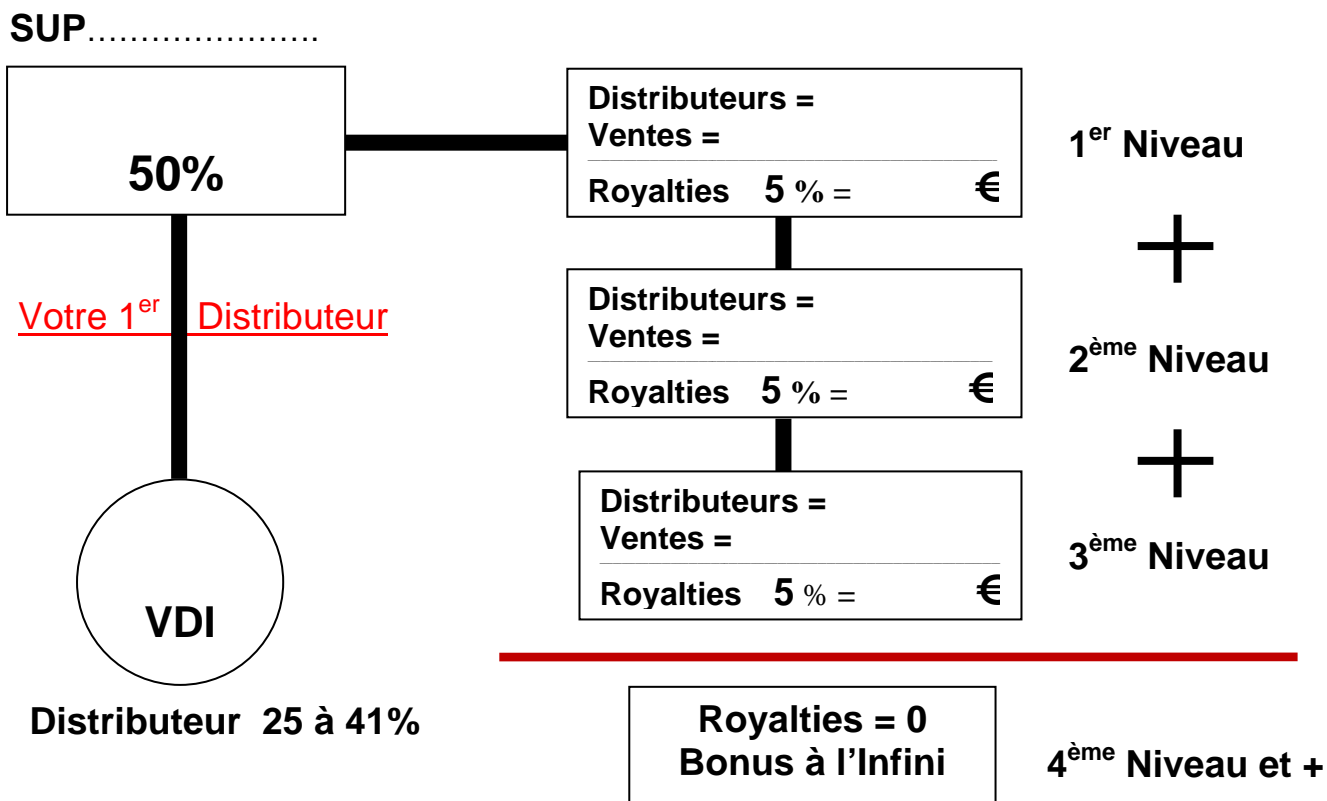 SUP......................
50%
Distributeurs =
Ventes =
Royalties 5 % = €
1er Niveau
Votre 1er Distributeur
Distributeurs =
Ventes =
Royalties 5 % = €
2ème Niveau
Distributeurs =
Ventes =
Royalties 5 % = €
3ème Niveau
VDI
Distributeur 25 à 41%
Royalties = 0
Bonus à l'Infini
4ème Niveau et +